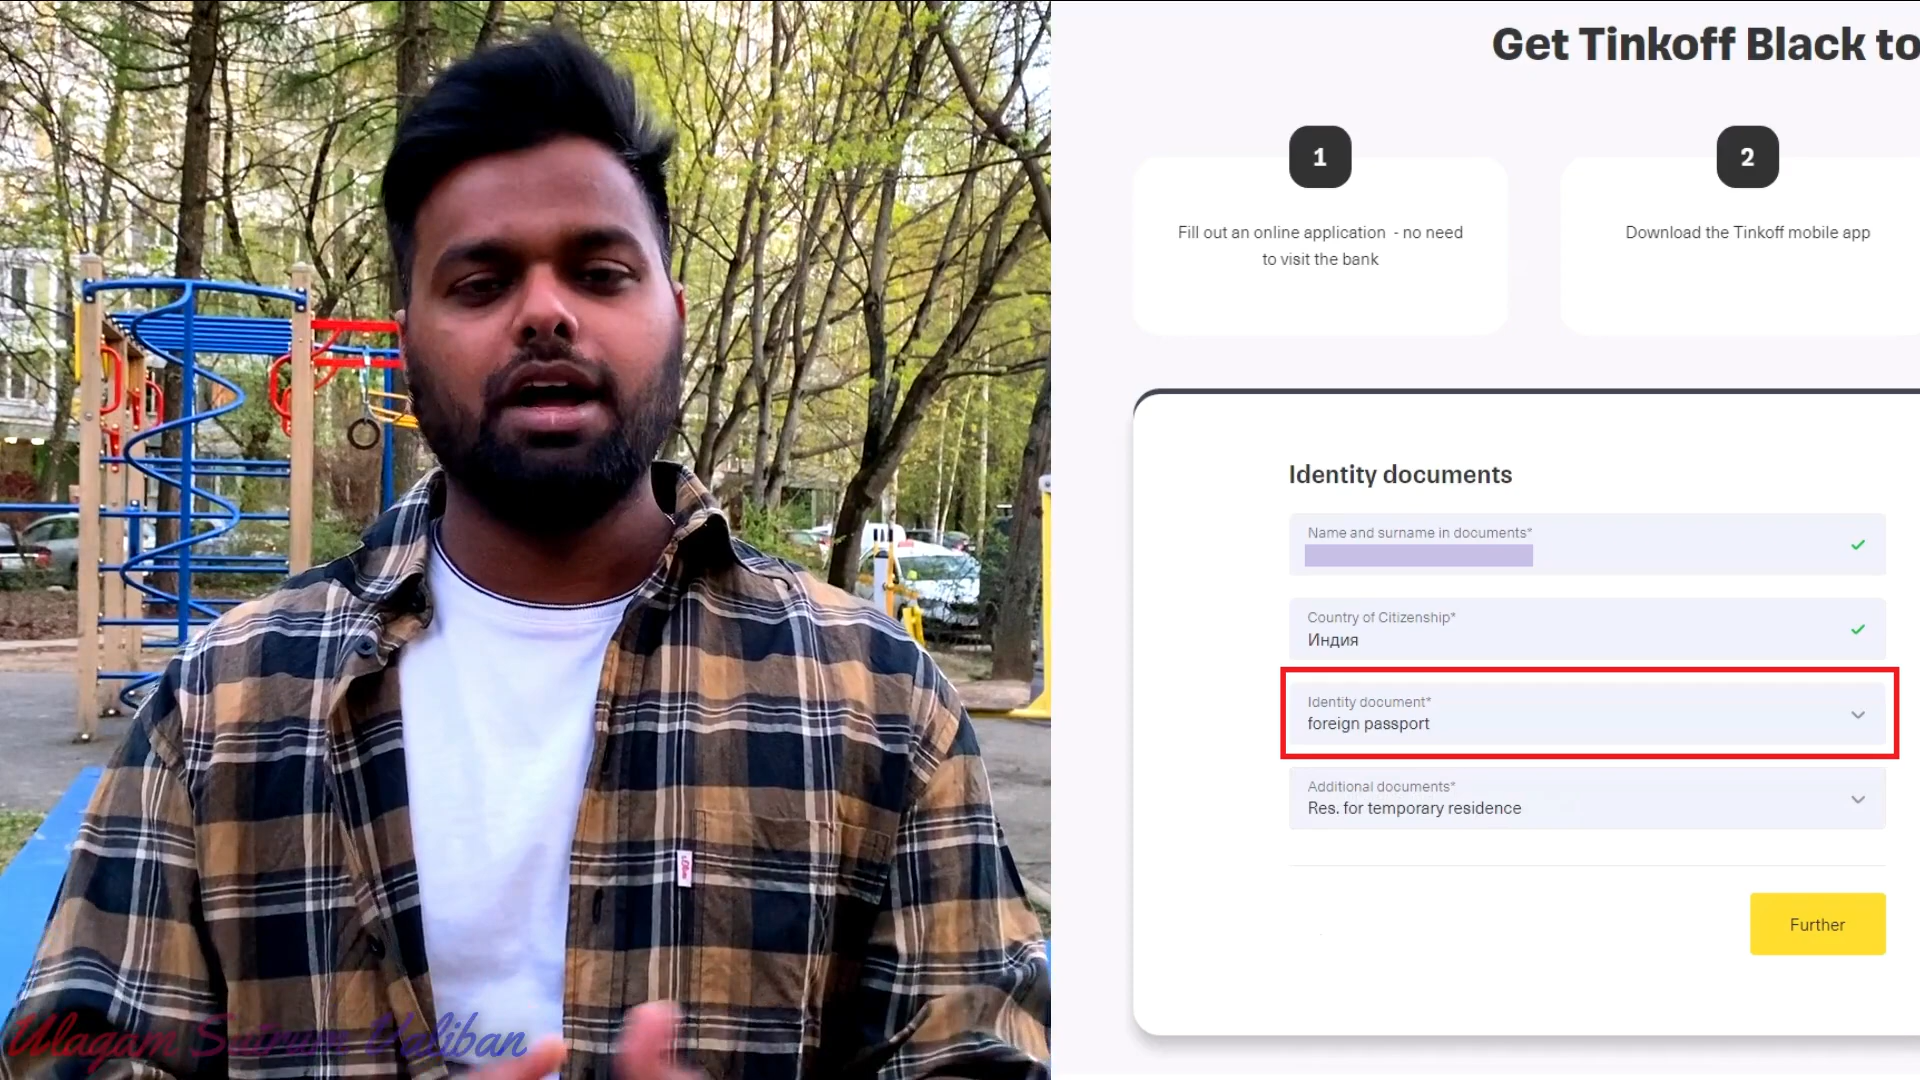 Get Tinkoff Black to
1
Fill out an online application - no need
to visit the bank
2
Download the Tinkoff mobile app
Identity documents
Name and surname in documents*
Country of Citizenship*
Индия
Identity document*
foreign passport
Additional documents*
Res. for temporary residence
Further
Ulagam Sutrum Valiban